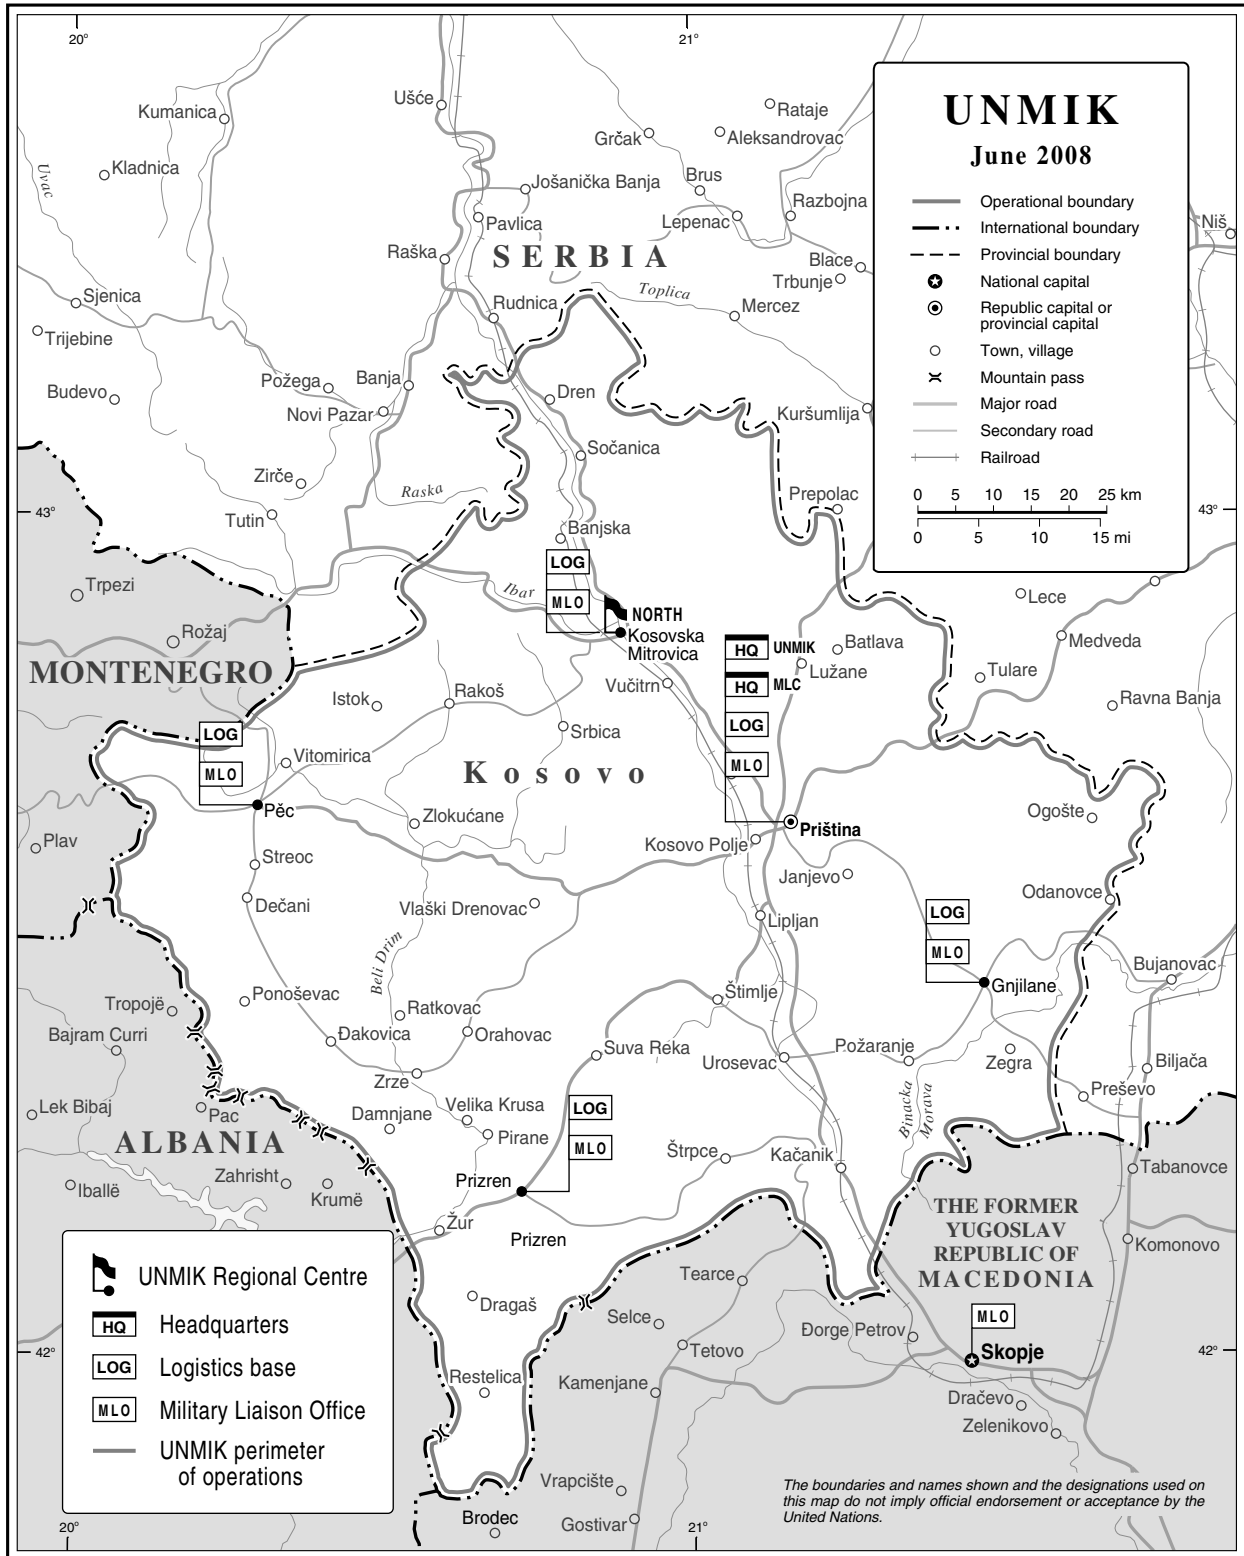 20°
21°
UNMIK
June 2008
Operational boundary
International boundary
Provincial boundary
National capital
Republic capital or
provincial capital
Town, village
Mountain pass
Major road
Secondary road
Railroad
0 5 10 15 20 25 km
0 5 10 15 mi
Kumanica
Ušće
Rataje
Grčak
Aleksandrovac
Uvac
Kladnica
Jošanička Banja
Brus
Razbojna
Pavlica
Lepenac
Niš
Raška
SERBIA
Blace
Trbunje
Sjenica
Toplica
Rudnica
Mercez
Trijebine
Požega
Banja
Budevo
Dren
Novi Pazar
Kuršumlija
Sočanica
Zirče
Raska
Prepolac
43°
43°
Tutin
Banjska
LOG
Trpezi
Ibar
MLO
NORTH
Lece
Rožaj
Kosovska
Mitrovica
HQ UNMIK
Batlava
Medveda
MONTENEGRO
Lužane
HQ MLC
Tulare
Vučitrn
Rakoš
Istok
Ravna Banja
LOG
Srbica
LOG
Vitomirica
MLO
MLO
Kosovo
Pěc
Zlokućane
Ogošte
Priština
Plav
Kosovo Polje
Streoc
Janjevo
Odanovce
Dečani
Vlaški Drenovac
LOG
Lipljan
Beli Drim
MLO
Bujanovac
Gnjilane
Ponoševac
Štimlje
Tropojë
Ratkovac
Bajram Curri
Đakovica
Orahovac
Suva Reka
Požaranje
Urosevac
Zegra
Biljača
Zrze
Preševo
Lek Bibaj
Pac
Damnjane
Velika Krusa
LOG
Binacka
Morava
ALBANIA
Pirane
MLO
Štrpce
Kačanik
Tabanovce
Iballë
Zahrisht
Krumë
Prizren
THE FORMER
YUGOSLAV
REPUBLIC OF
MACEDONIA
Žur
Prizren
Komonovo
UNMIK Regional Centre
HQ Headquarters
LOG Logistics base
MLO Military Liaison Office
UNMIK perimeter
of operations
Tearce
Dragaš
Selce
MLO
Đorge Petrov
Tetovo
Skopje
42°
42°
Restelica
Kamenjane
Dračevo
Zelenikovo
Vrapcište
Brodec
Gostivar
The boundaries and names shown and the designations used on
this map do not imply official endorsement or acceptance by the
United Nations.
20°
21°